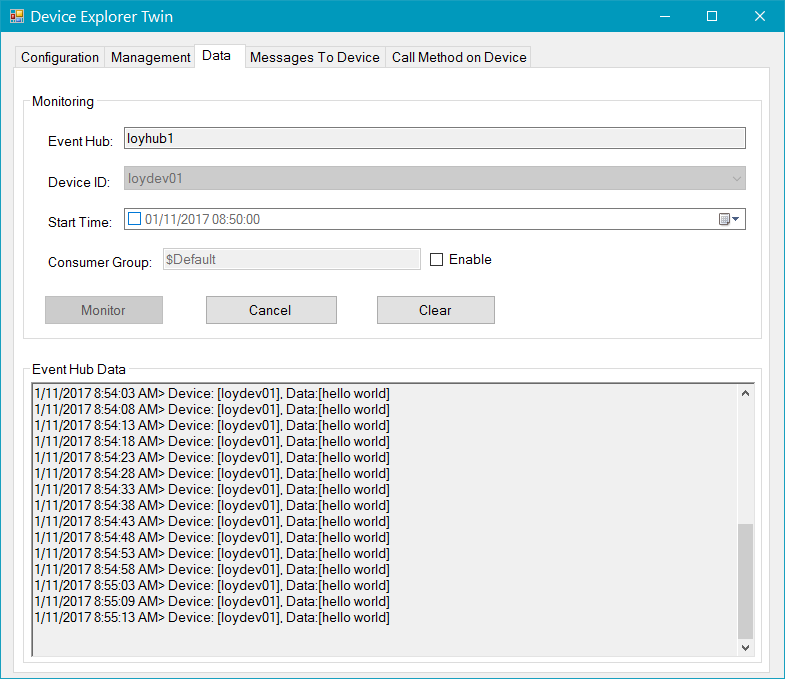 Device Explorer Twin
Configuration Management Data Messages To Device Call Method on Device
Monitoring
Event Hub: loyhub1
Device ID: loydev01
Start Time: 01/11/2017 08:50:00
Consumer Group: $Default Enable
Monitor Cancel Clear
Event Hub Data
1/11/2017 8:54:03 AM> Device: [loydev01], Data:[hello world]
1/11/2017 8:54:08 AM> Device: [loydev01], Data:[hello world]
1/11/2017 8:54:13 AM> Device: [loydev01], Data:[hello world]
1/11/2017 8:54:18 AM> Device: [loydev01], Data:[hello world]
1/11/2017 8:54:23 AM> Device: [loydev01], Data:[hello world]
1/11/2017 8:54:28 AM> Device: [loydev01], Data:[hello world]
1/11/2017 8:54:33 AM> Device: [loydev01], Data:[hello world]
1/11/2017 8:54:38 AM> Device: [loydev01], Data:[hello world]
1/11/2017 8:54:43 AM> Device: [loydev01], Data:[hello world]
1/11/2017 8:54:48 AM> Device: [loydev01], Data:[hello world]
1/11/2017 8:54:53 AM> Device: [loydev01], Data:[hello world]
1/11/2017 8:54:58 AM> Device: [loydev01], Data:[hello world]
1/11/2017 8:55:03 AM> Device: [loydev01], Data:[hello world]
1/11/2017 8:55:09 AM> Device: [loydev01], Data:[hello world]
1/11/2017 8:55:13 AM> Device: [loydev01], Data:[hello world]